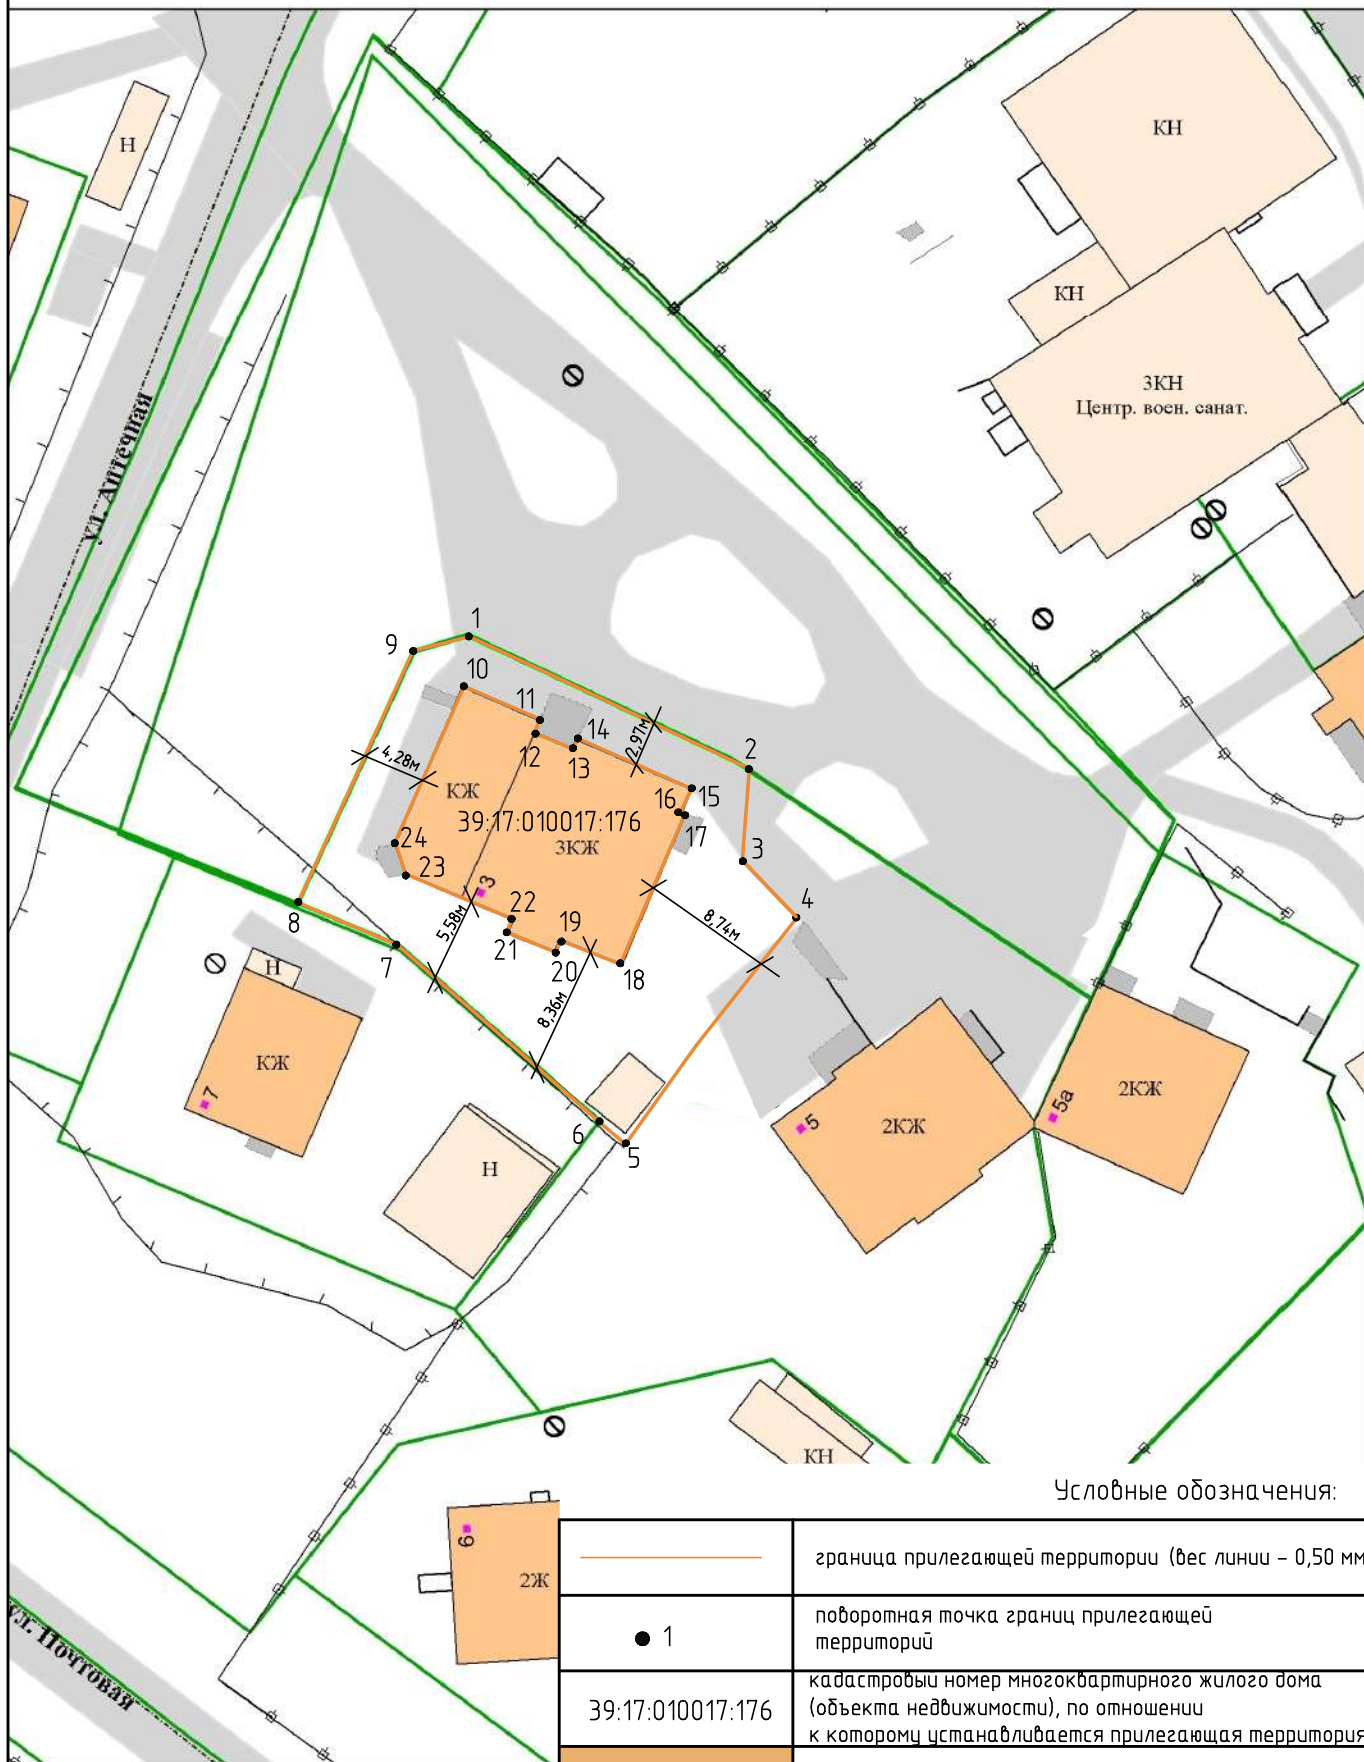 Н
КН
КН
3КН
Центр. воен. санат.
ул. Аптечная
1
9
10
11
14
2,97м
2
12
13
4,28м
КЖ
15
16
39:17:010017:176
17
3КЖ
24
3
23
3
22
4
8
5,58м
19
8,74м
21
7
20
18
Н
8,36м
КЖ
7
2КЖ
5а
5
2КЖ
6
5
Н
КН
6
2Ж
ул. Почтовая
Условные обозначения:
граница прилегающей территории (вес линии – 0,50 мм
1
поворотная точка границ прилегающей
территорий
39:17:010017:176
кадастровый номер многоквартирного жилого дома
(объекта недвижимости), по отношении
к которому устанавливается прилегающая территория